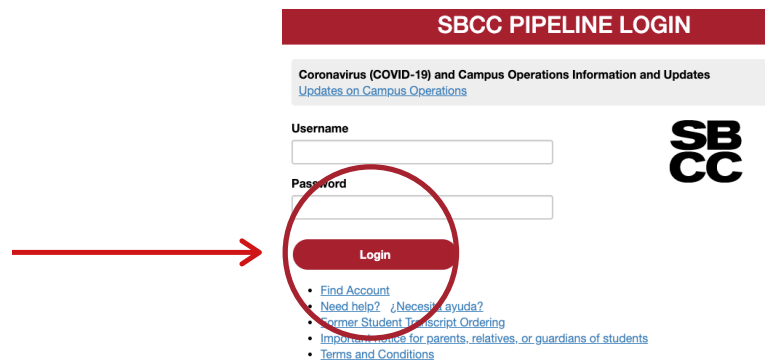 SBCC PIPELINE LOGIN
Coronavirus (COVID-19) and Campus Operations Information and Updates
Updates on Campus Operations
Username
SB
CC
Password
Login
Find Account
Need help? ¿Necesita ayuda?
Former Student Transcript Ordering
Important notice for parents, relatives, or guardians of students
Terms and Conditions